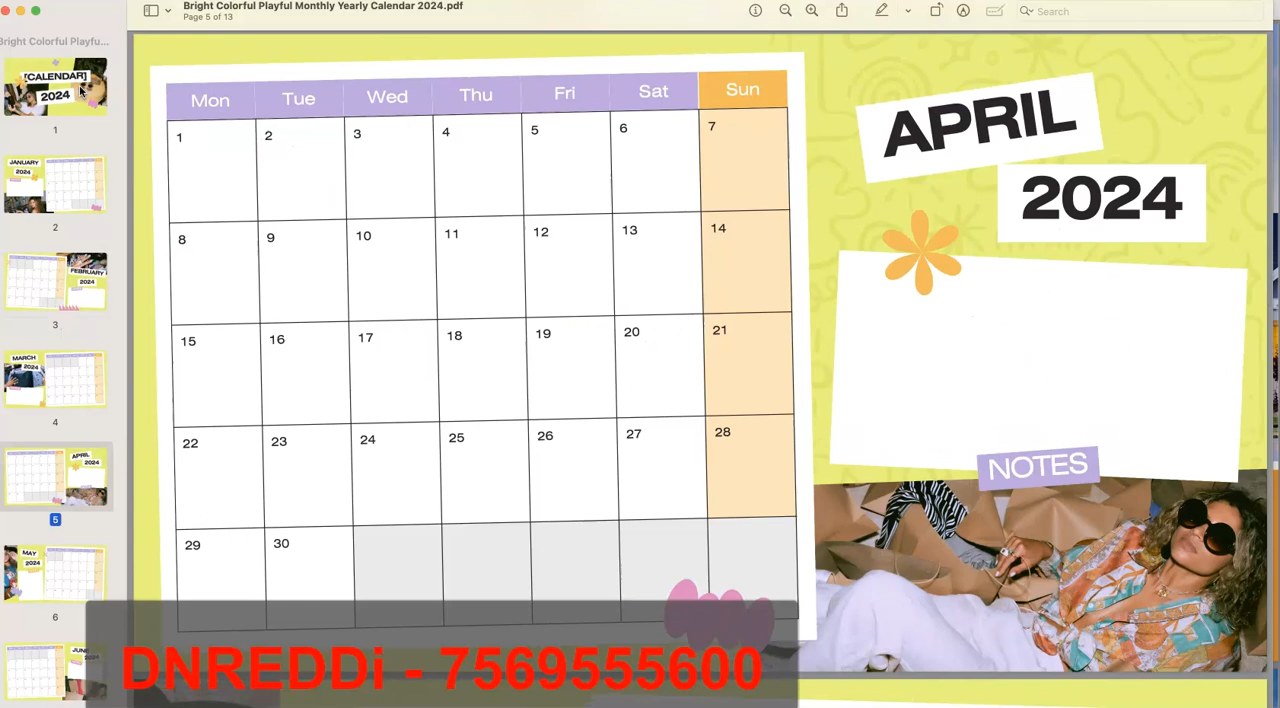 Bright Colorful Playful Monthly Yearly Calendar 2024.pdf
Page 5 of 13
Search
Bright Colorful Playfu...
[CALENDAR]
2024
1
JANUARY
2024
2
FEBRUARY
2024
3
MARCH
2024
4
APRIL
2024
5
MAY
2024
6
JUNE
Mon Tue Wed Thu Fri Sat Sun
1 2 3 4 5 6 7
8 9 10 11 12 13 14
15 16 17 18 19 20 21
22 23 24 25 26 27 28
29 30
APRIL
2024
NOTES
DNREDDi - 7569555600